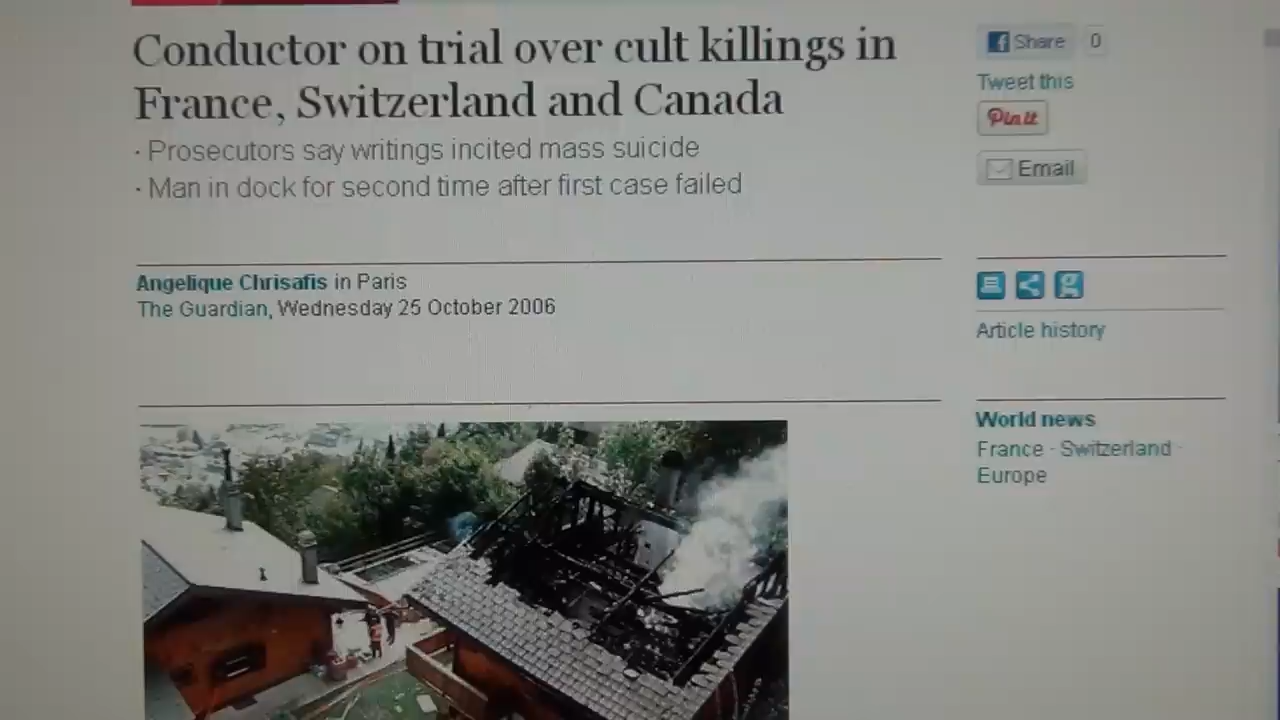 Conductor on trial over cult killings in
France, Switzerland and Canada
· Prosecutors say writings incited mass suicide
· Man in dock for second time after first case failed
Angelique Chrisafis in Paris
The Guardian, Wednesday 25 October 2006
Share 0
Tweet this
Pin it
Email
Article history
World news
France · Switzerland ·
Europe